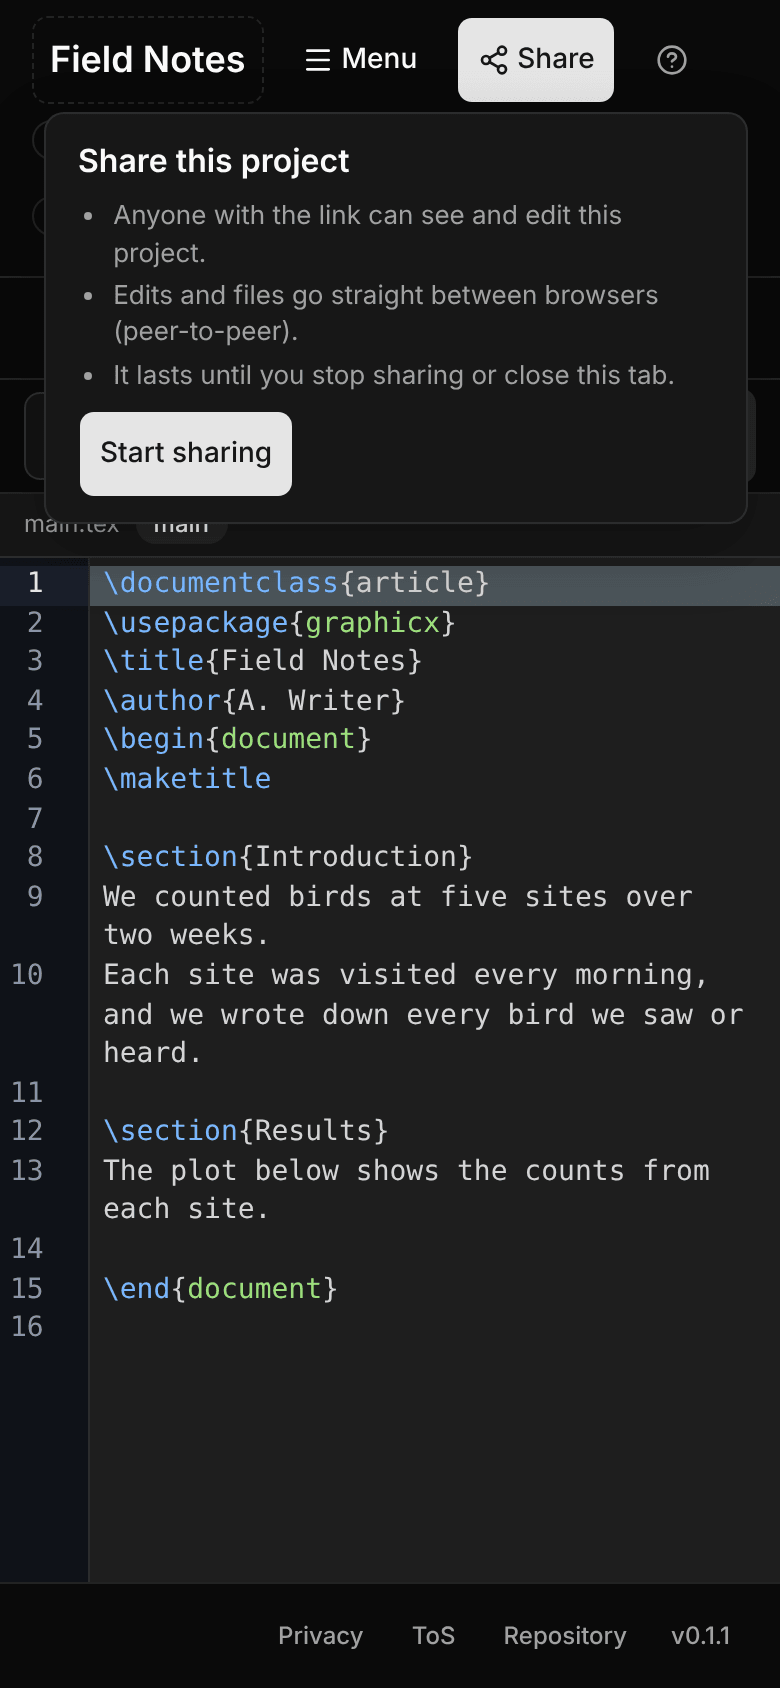 Field Notes
Menu
Share
Share this project
• Anyone with the link can see and edit this
project.
• Edits and files go straight between browsers
(peer-to-peer).
• It lasts until you stop sharing or close this tab.
Start sharing
main.tex main
1 \documentclass{article}
2 \usepackage{graphicx}
3 \title{Field Notes}
4 \author{A. Writer}
5 \begin{document}
6 \maketitle
7
8 \section{Introduction}
9 We counted birds at five sites over
two weeks.
10 Each site was visited every morning,
and we wrote down every bird we saw or
heard.
11
12 \section{Results}
13 The plot below shows the counts from
each site.
14
15 \end{document}
16
Privacy ToS Repository v0.1.1